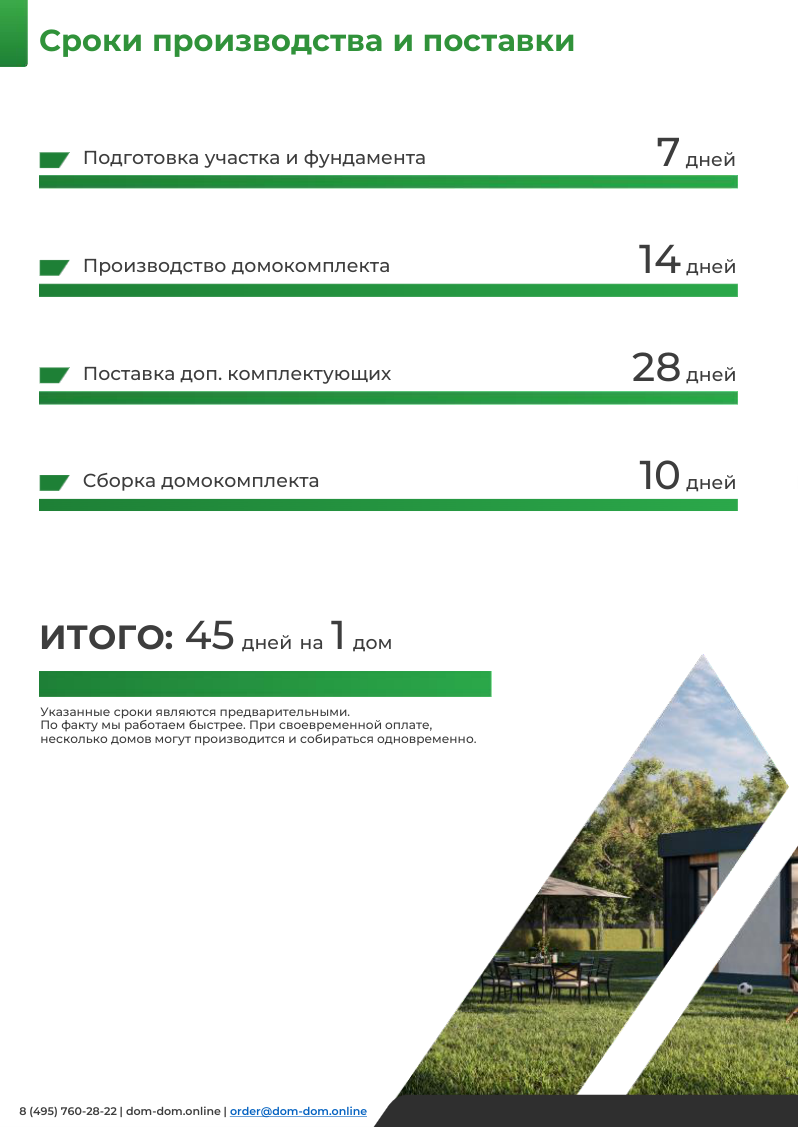 Сроки производства и поставки
Подготовка участка и фундамента 7 дней
Производство домокомплекта 14 дней
Поставка доп. комплектующих 28 дней
Сборка домокомплекта 10 дней
ИТОГО: 45 дней на 1 дом
Указанные сроки являются предварительными.
По факту мы работаем быстрее. При своевременной оплате,
несколько домов могут производится и собираться одновременно.
8 (495) 760-28-22 | dom-dom.online | order@dom-dom.online